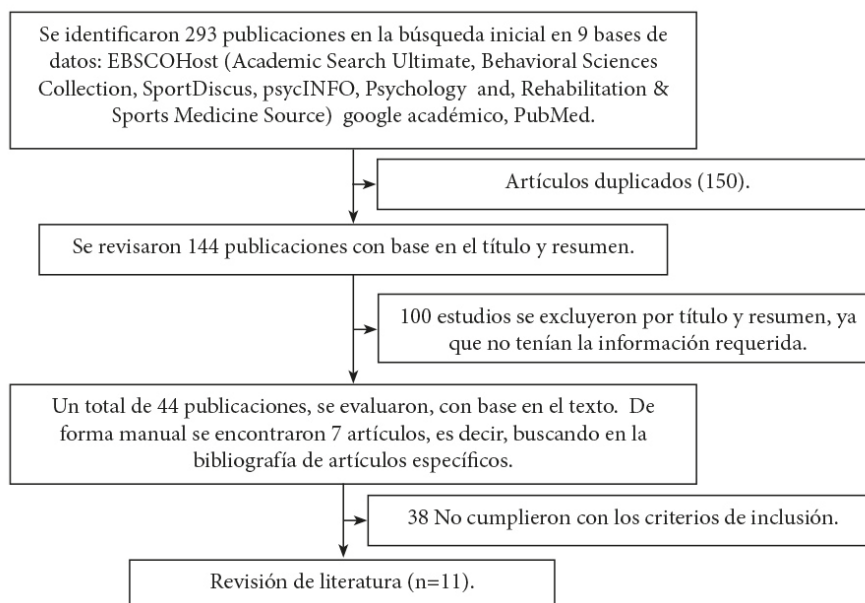 Se identificaron 293 publicaciones en la búsqueda inicial en 9 bases de
datos: EBSCOHost (Academic Search Ultimate, Behavioral Sciences
Collection, SportDiscus, psycINFO, Psychology and, Rehabilitation &
Sports Medicine Source) google académico, PubMed.
Artículos duplicados (150).
Se revisaron 144 publicaciones con base en el título y resumen.
100 estudios se excluyeron por título y resumen, ya
que no tenían la información requerida.
Un total de 44 publicaciones, se evaluaron, con base en el texto. De
forma manual se encontraron 7 artículos, es decir, buscando en la
bibliografía de artículos específicos.
38 No cumplieron con los criterios de inclusión.
Revisión de literatura (n=11).